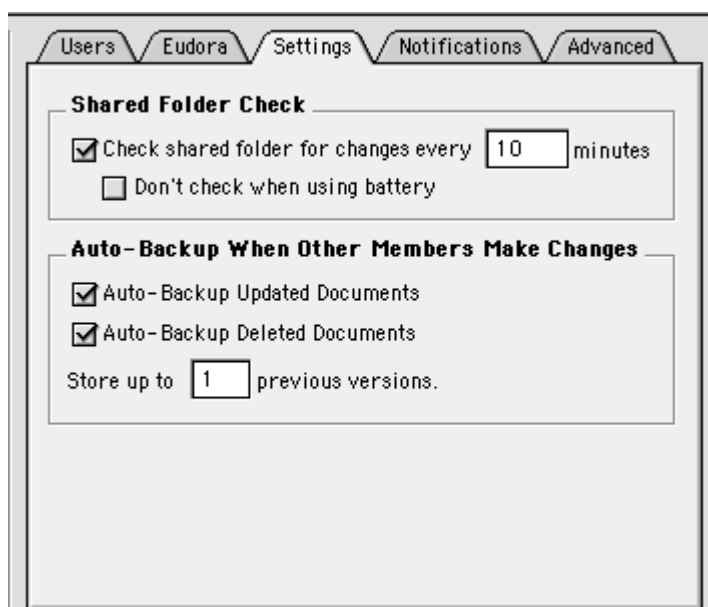 Users Eudora Settings Notifications Advanced
Shared Folder Check
Check shared folder for changes every 10 minutes
Don't check when using battery
Auto-Backup When Other Members Make Changes
Auto-Backup Updated Documents
Auto-Backup Deleted Documents
Store up to 1 previous versions.